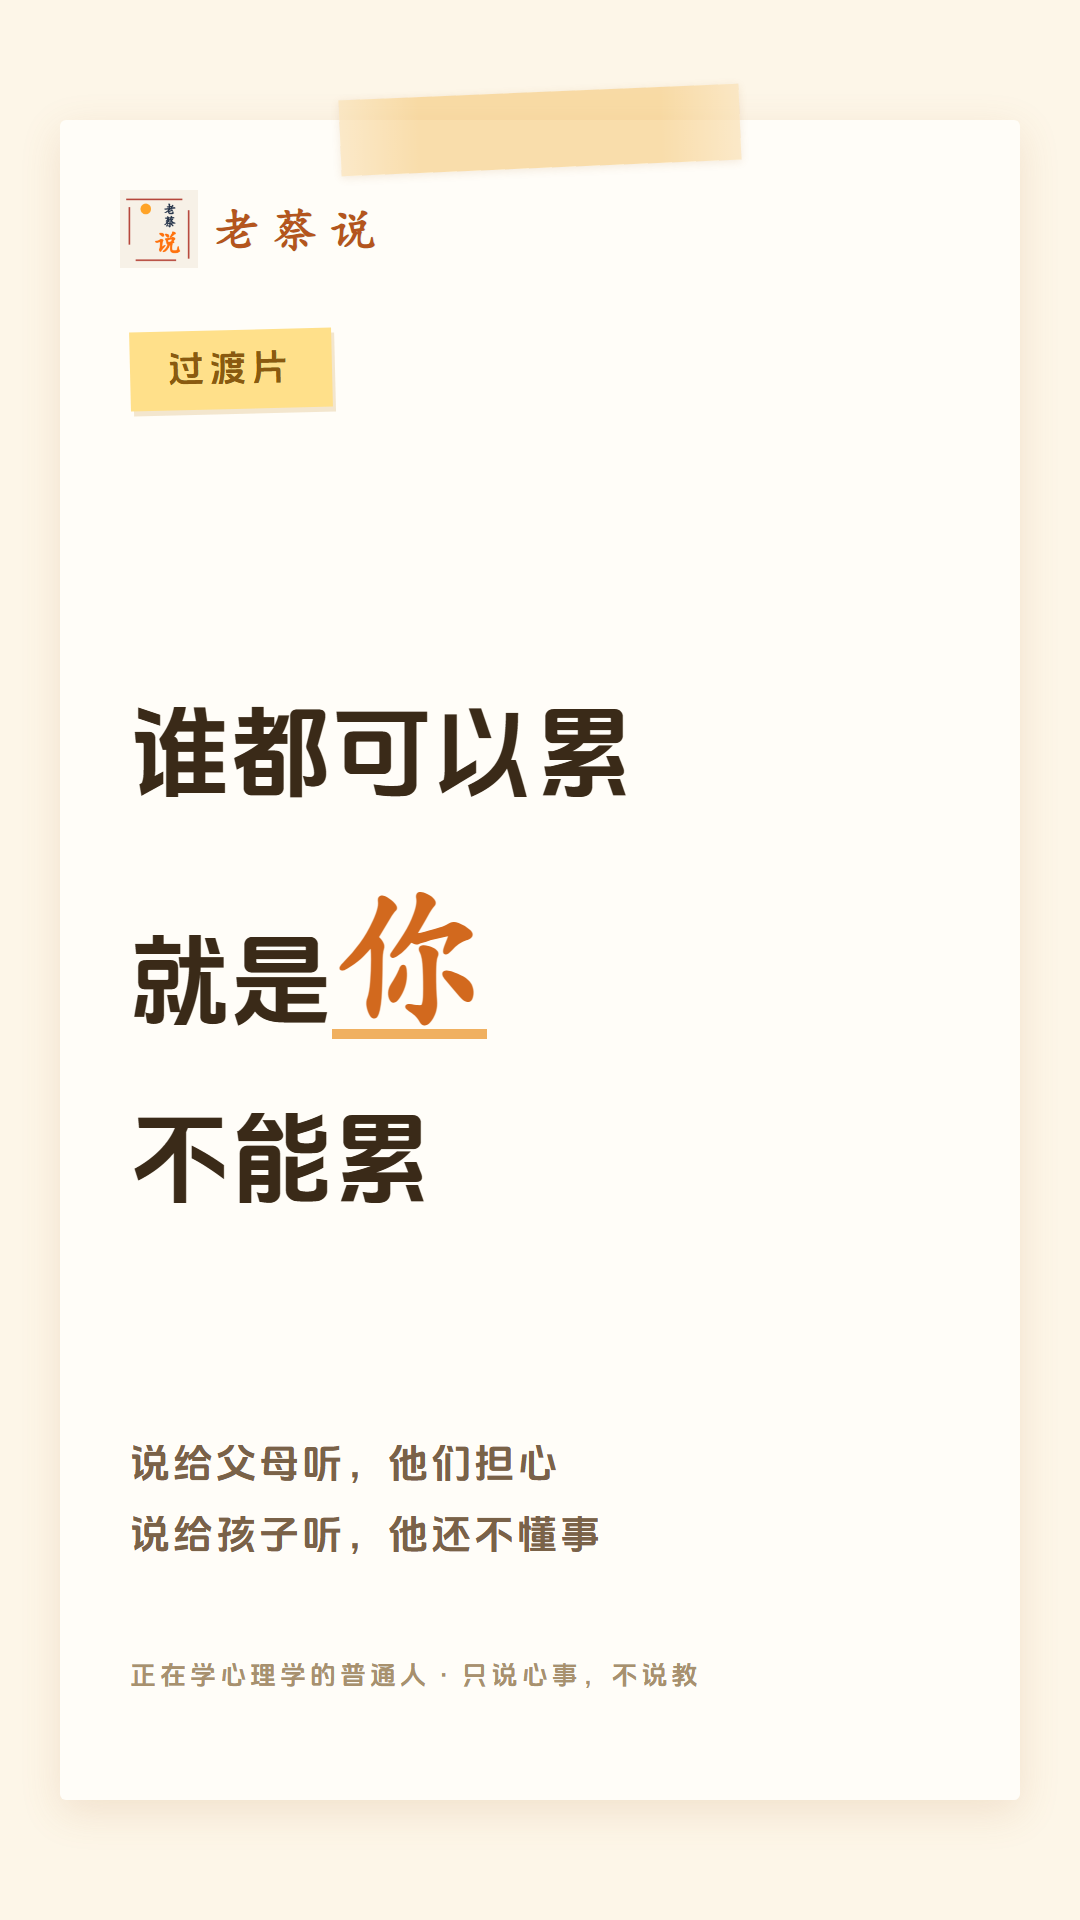 老蔡说
老蔡说
过渡片
谁都可以累
就是你
不能累
说给父母听，他们担心
说给孩子听，他还不懂事
正在学心理学的普通人 · 只说心事，不说教